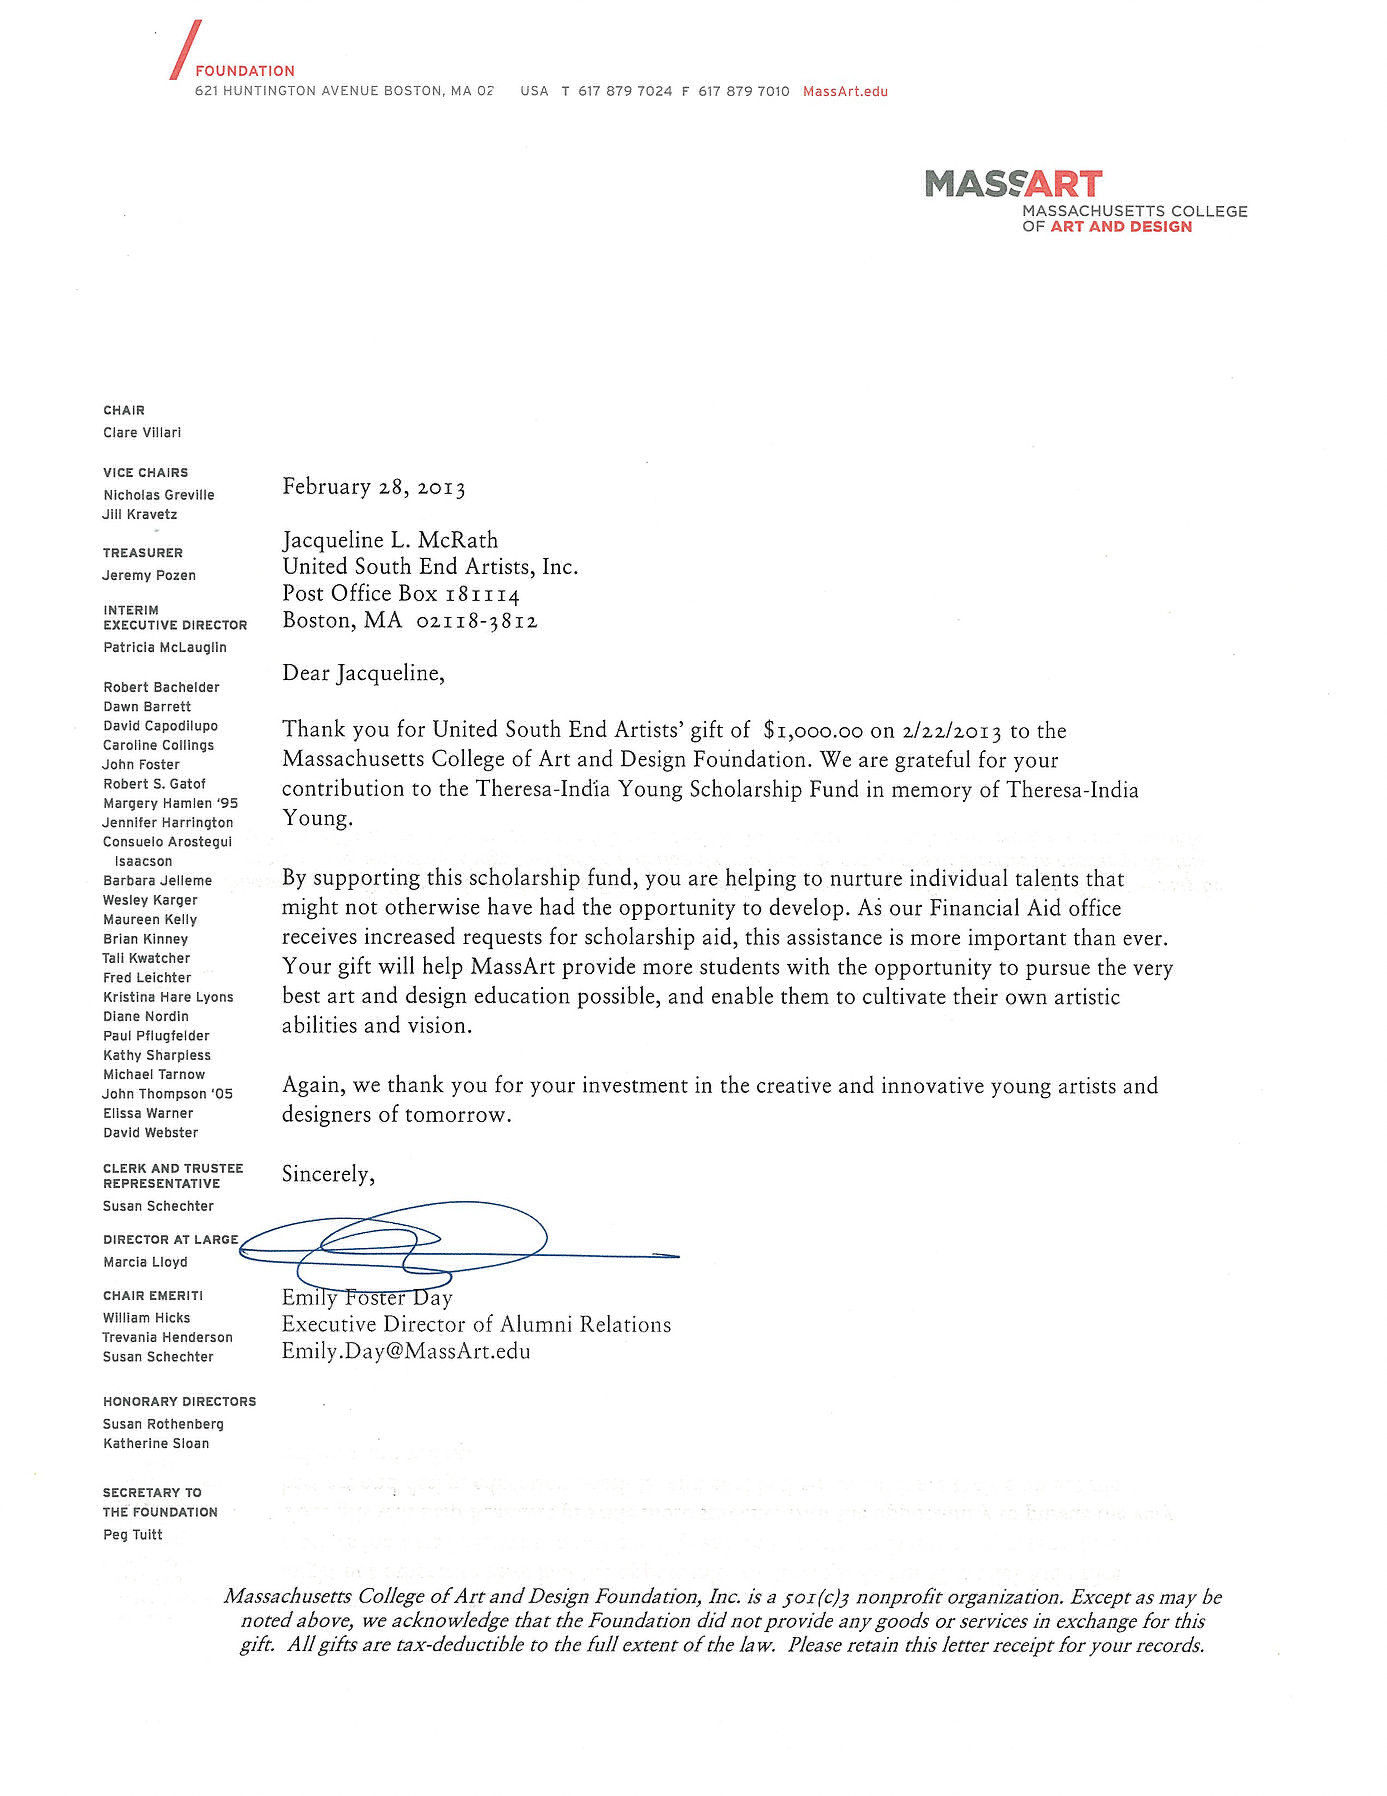 FOUNDATION
621 HUNTINGTON AVENUE BOSTON, MA 02 USA T 617 879 7024 F 617 879 7010 MassArt.edu
MASSART
MASSACHUSETTS COLLEGE
OF ART AND DESIGN
CHAIR
Clare Villari
VICE CHAIRS
Nicholas Greville
Jill Kravetz
TREASURER
Jeremy Pozen
INTERIM
EXECUTIVE DIRECTOR
Patricia McLauglin
Robert Bachelder
Dawn Barrett
David Capodilupo
Caroline Collings
John Foster
Robert S. Gatof
Margery Hamlen '95
Jennifer Harrington
Consuelo Arostegui
Isaacson
Barbara Jelleme
Wesley Karger
Maureen Kelly
Brian Kinney
Tali Kwatcher
Fred Leichter
Kristina Hare Lyons
Diane Nordin
Paul Pflugfelder
Kathy Sharpless
Michael Tarnow
John Thompson '05
Elissa Warner
David Webster
CLERK AND TRUSTEE
REPRESENTATIVE
Susan Schechter
DIRECTOR AT LARGE
Marcia Lloyd
CHAIR EMERITI
William Hicks
Trevania Henderson
Susan Schechter
HONORARY DIRECTORS
Susan Rothenberg
Katherine Sloan
SECRETARY TO
THE FOUNDATION
Peg Tuitt
February 28, 2013
Jacqueline L. McRath
United South End Artists, Inc.
Post Office Box 181114
Boston, MA 02118-3812
Dear Jacqueline,
Thank you for United South End Artists' gift of $1,000.00 on 2/22/2013 to the
Massachusetts College of Art and Design Foundation. We are grateful for your
contribution to the Theresa-India Young Scholarship Fund in memory of Theresa-India
Young.
By supporting this scholarship fund, you are helping to nurture individual talents that
might not otherwise have had the opportunity to develop. As our Financial Aid office
receives increased requests for scholarship aid, this assistance is more important than ever.
Your gift will help MassArt provide more students with the opportunity to pursue the very
best art and design education possible, and enable them to cultivate their own artistic
abilities and vision.
Again, we thank you for your investment in the creative and innovative young artists and
designers of tomorrow.
Sincerely,
Emily Foster Day
Executive Director of Alumni Relations
Emily.Day@MassArt.edu
Massachusetts College of Art and Design Foundation, Inc. is a 501(c)3 nonprofit organization. Except as may be
noted above, we acknowledge that the Foundation did not provide any goods or services in exchange for this
gift. All gifts are tax-deductible to the full extent of the law. Please retain this letter receipt for your records.